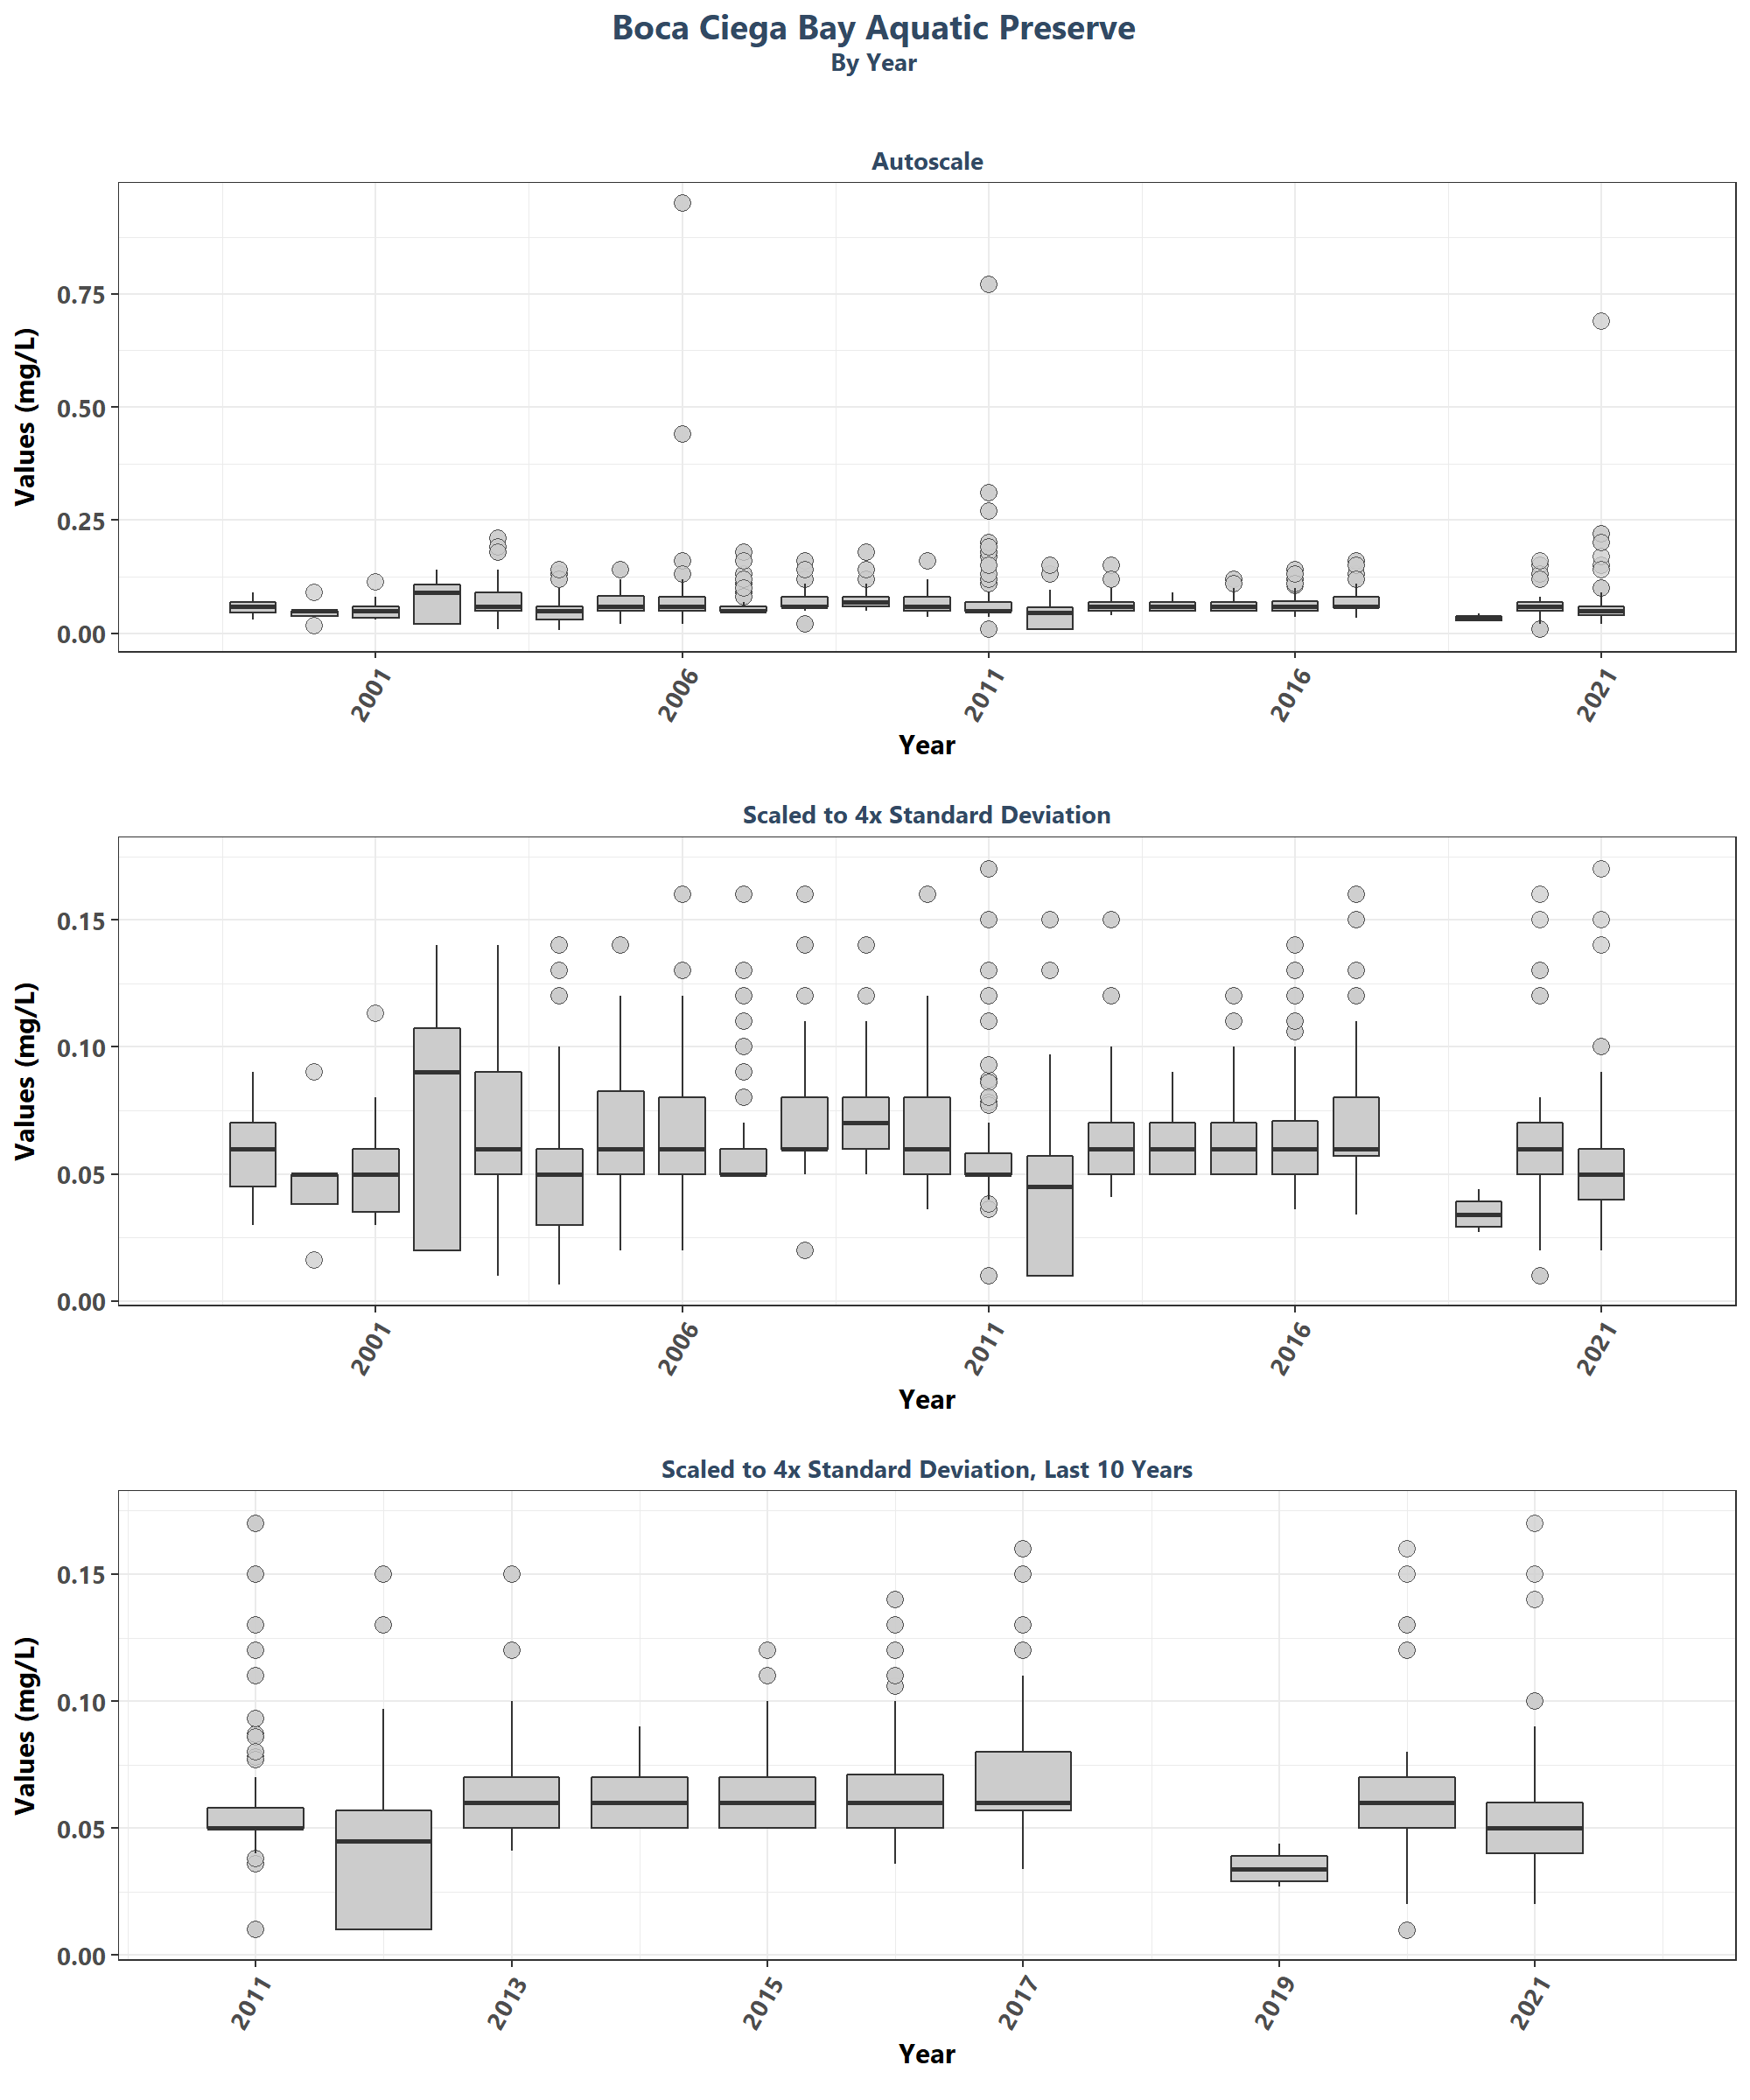 Boca Ciega Bay Aquatic Preserve
By Year
Autoscale
Values (mg/L)
0.75
0.50
0.25
0.00
2001
2006
2011
2016
2021
Year
Scaled to 4x Standard Deviation
Values (mg/L)
0.15
0.10
0.05
0.00
2001
2006
2011
2016
2021
Year
Scaled to 4x Standard Deviation, Last 10 Years
Values (mg/L)
0.15
0.10
0.05
0.00
2011
2013
2015
2017
2019
2021
Year